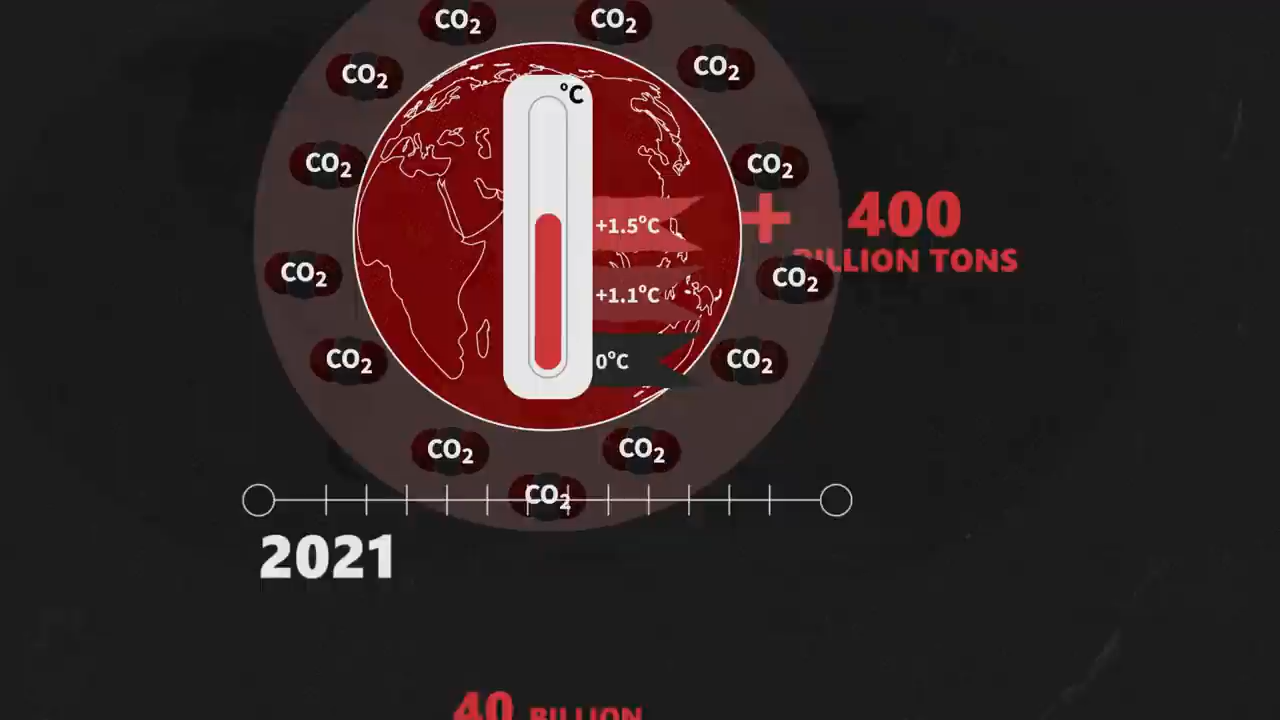 CO₂ CO₂
CO₂ CO₂
°C
CO₂ CO₂
+ 400
+1.5°C
BILLION TONS
CO₂ CO₂
+1.1°C
CO₂ CO₂
0°C
CO₂ CO₂
CO₂
2021
40 BILLION